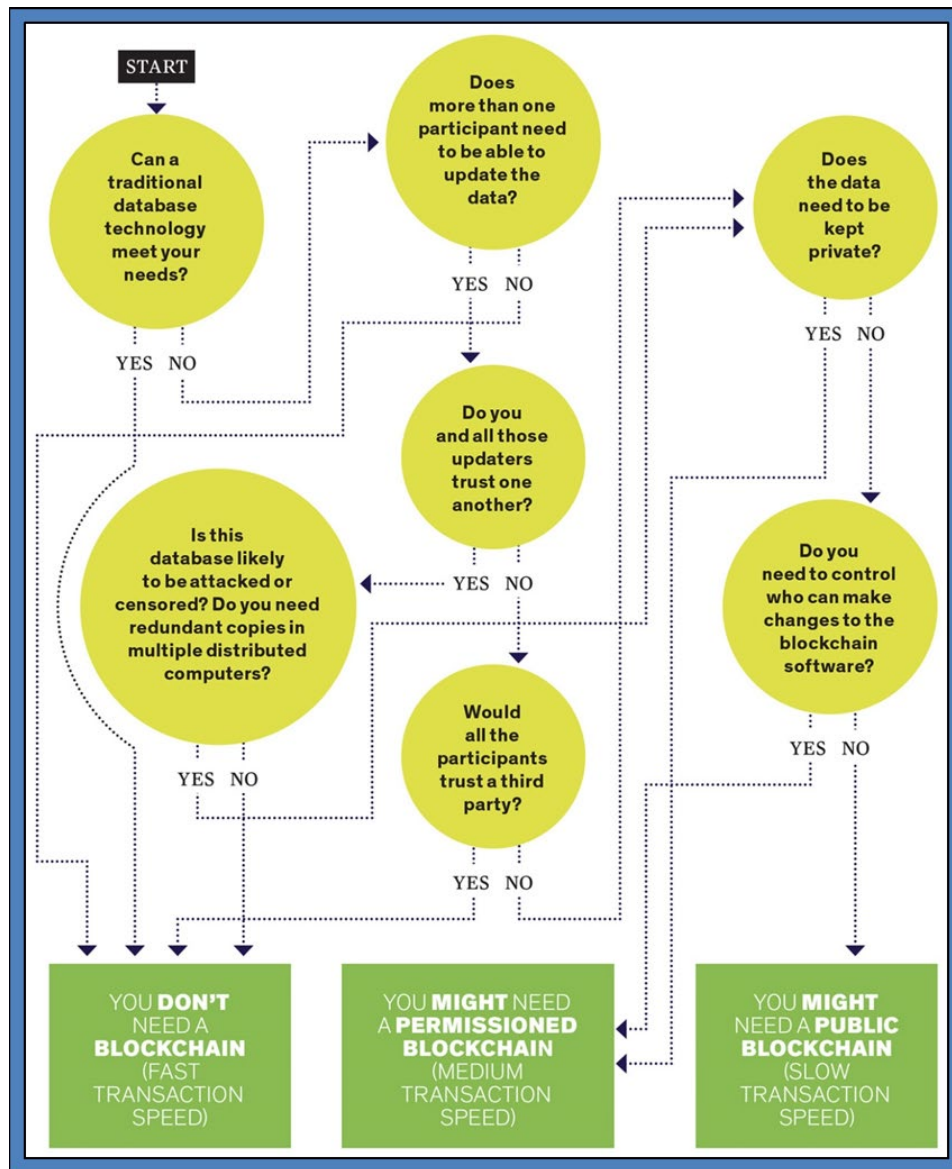 START
Can a
traditional
database
technology
meet your
needs?
YES NO
Does
more than one
participant need
to be able to
update the
data?
YES NO
Do you
and all those
updaters
trust one
another?
YES NO
Is this
database likely
to be attacked or
censored? Do you need
redundant copies in
multiple distributed
computers?
YES NO
Would
all the
participants
trust a third
party?
YES NO
Does
the data
need to be
kept
private?
YES NO
Do you
need to control
who can make
changes to the
blockchain
software?
YES NO
YOU DON'T
NEED A
BLOCKCHAIN
(FAST
TRANSACTION
SPEED)
YOU MIGHT NEED
A PERMISSIONED
BLOCKCHAIN
(MEDIUM
TRANSACTION
SPEED)
YOU MIGHT
NEED A PUBLIC
BLOCKCHAIN
(SLOW
TRANSACTION
SPEED)